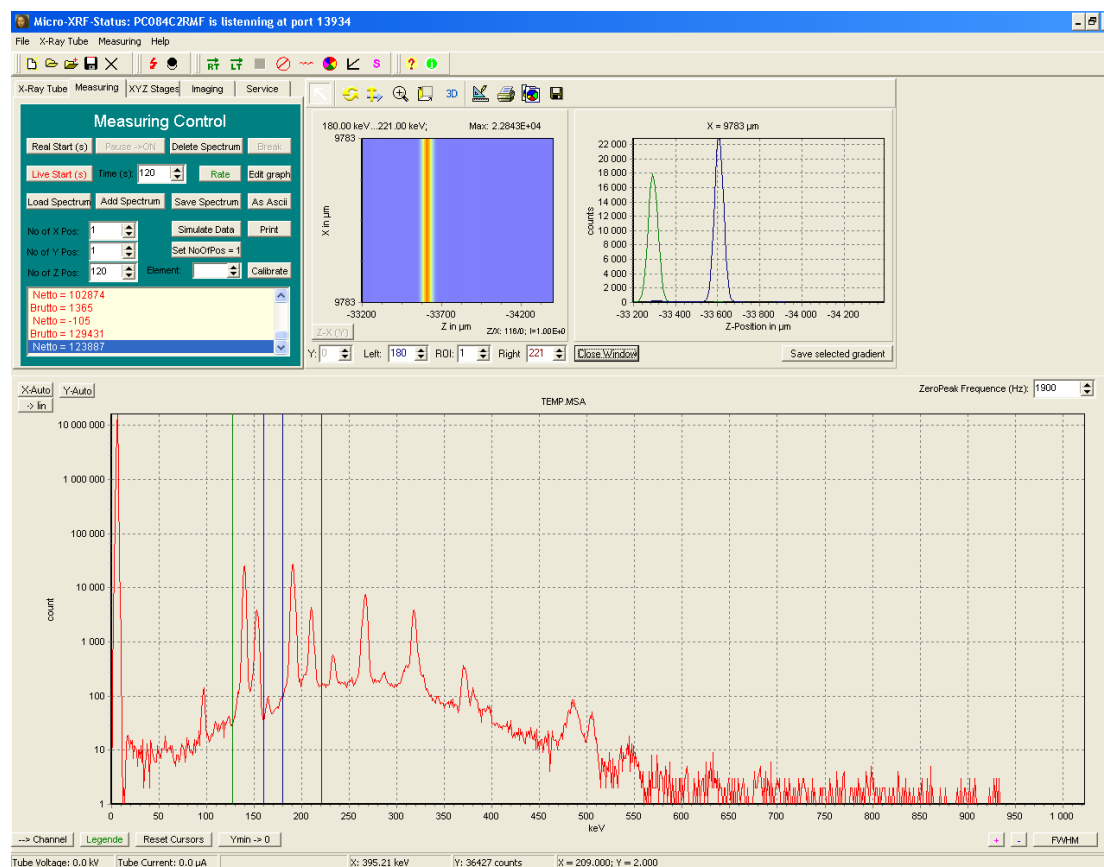 Micro-XRF-Status: PC084C2RMF is listenning at port 13934
File X-Ray Tube Measuring Help
RT LT S ?
X-Ray Tube Measuring XYZ Stages Imaging Service
3D
Measuring Control
Real Start (s) Pause ->ON Delete Spectrum Break
Live Start (s) Time (s): 120 Rate Edit graph
Load Spectrum Add Spectrum Save Spectrum As Ascii
No of X Pos: 1 Simulate Data Print
No of Y Pos: 1 Set NoOfPos = 1
No of Z Pos: 120 Element: Calibrate
Netto = 102874
Brutto = 1365
Netto = -105
Brutto = 129431
Netto = 123887
180.00 keV...221.00 keV; Max: 2.2843E+04
9783
X in µm
9783
-33200 -33700 -34200
Z in µm Z/X: 116/0; I=1.00E+0
Z-X (Y)
X = 9783 µm
22 000
20 000
18 000
16 000
14 000
12 000
10 000
8 000
6 000
4 000
2 000
0
counts
-33 200 -33 400 -33 600 -33 800 -34 000 -34 200
Z-Position in µm
Y: 0 Left: 180 ROI: 1 Right 221 Close Window Save selected gradient
X-Auto Y-Auto
-> lin
ZeroPeak Frequence (Hz): 1900
TEMP.MSA
10 000 000
1 000 000
100 000
10 000
1 000
100
10
1
count
0 50 100 150 200 250 300 350 400 450 500 550 600 650 700 750 800 850 900 950 1 000
keV
--> Channel Legende Reset Cursors Ymin -> 0 + - FWHM
Tube Voltage: 0.0 kV Tube Current: 0.0 µA X: 395.21 keV Y: 36427 counts X = 209.000; Y = 2.000